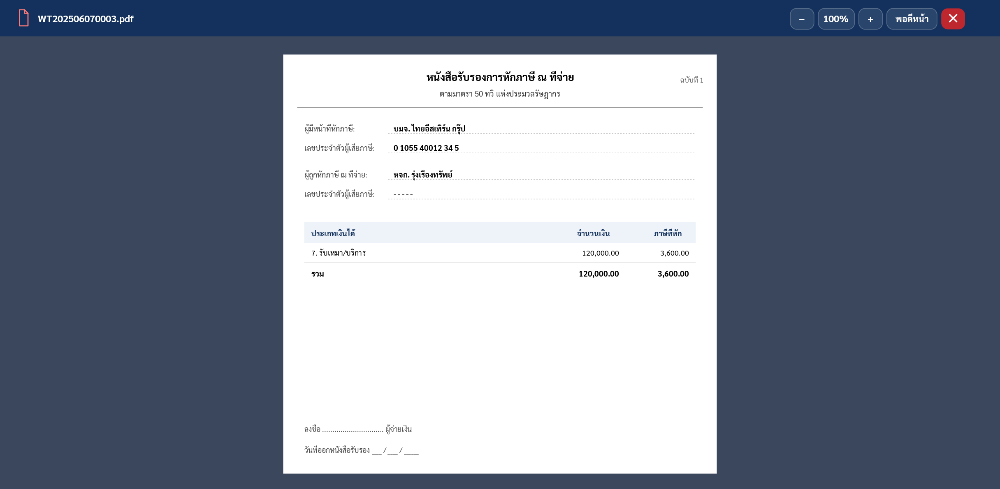 WT202506070003.pdf
– 100% + พอดีหน้า ✕
หนังสือรับรองการหักภาษี ณ ที่จ่าย
ฉบับที่ 1
ตามมาตรา 50 ทวิ แห่งประมวลรัษฎากร
ผู้มีหน้าที่หักภาษี: บมจ. ไทยอีสเทิร์น กรุ๊ป
เลขประจำตัวผู้เสียภาษี: 0 1055 40012 34 5
ผู้ถูกหักภาษี ณ ที่จ่าย: หจก. รุ่งเรืองทรัพย์
เลขประจำตัวผู้เสียภาษี: - - - - -
ประเภทเงินได้ จำนวนเงิน ภาษีที่หัก
7. รับเหมา/บริการ 120,000.00 3,600.00
รวม 120,000.00 3,600.00
ลงชื่อ .............................. ผู้จ่ายเงิน
วันที่ออกหนังสือรับรอง ___ / ___ / ____